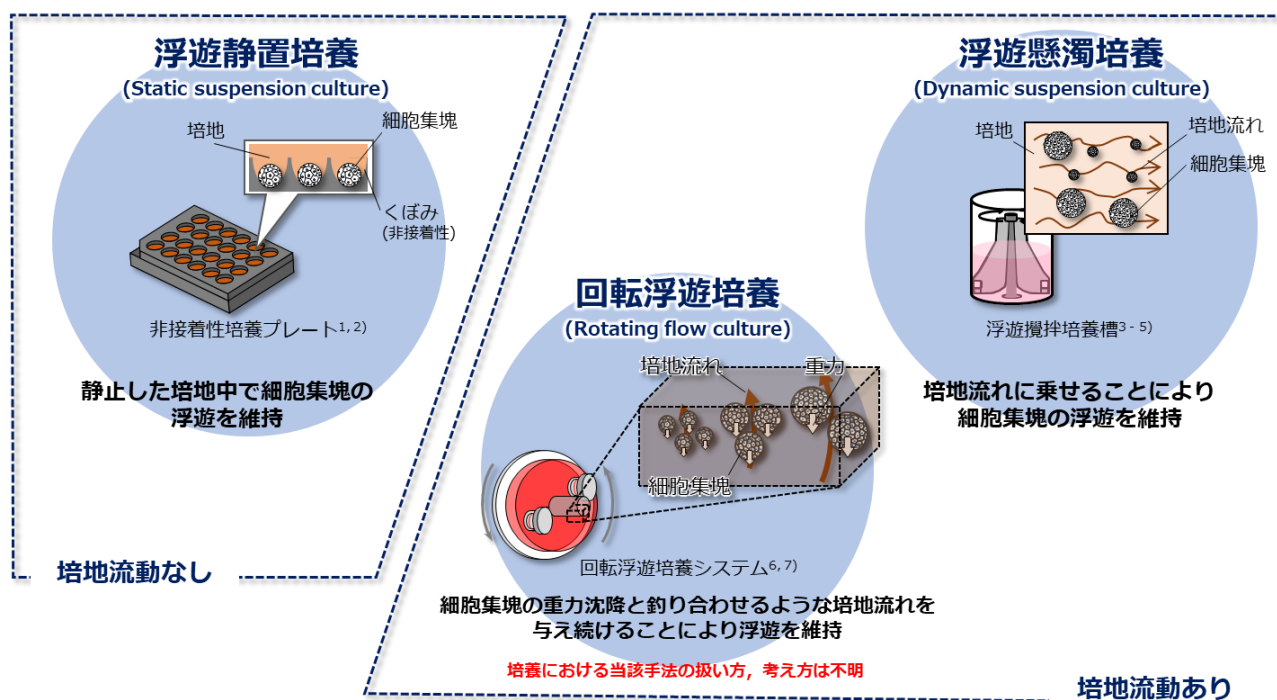 浮遊静置培養
(Static suspension culture)
培地
細胞集塊
くぼみ
(非接着性)
非接着性培養プレート1, 2)
静止した培地中で細胞集塊の
浮遊を維持
培地流動なし
回転浮遊培養
(Rotating flow culture)
培地流れ
重力
細胞集塊
回転浮遊培養システム6, 7)
細胞集塊の重力沈降と釣り合わせるような培地流れを
与え続けることにより浮遊を維持
培養における当該手法の扱い方，考え方は不明
浮遊懸濁培養
(Dynamic suspension culture)
培地
培地流れ
細胞集塊
浮遊攪拌培養槽3 - 5)
培地流れに乗せることにより
細胞集塊の浮遊を維持
培地流動あり